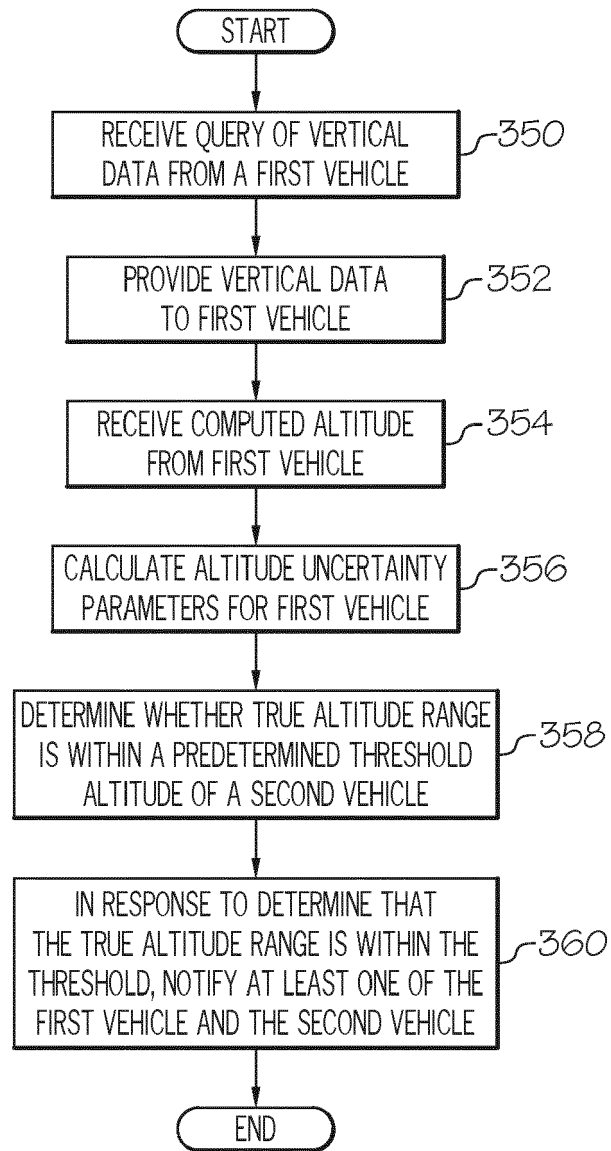 START
RECEIVE QUERY OF VERTICAL
DATA FROM A FIRST VEHICLE
350
PROVIDE VERTICAL DATA
TO FIRST VEHICLE
352
RECEIVE COMPUTED ALTITUDE
FROM FIRST VEHICLE
354
CALCULATE ALTITUDE UNCERTAINTY
PARAMETERS FOR FIRST VEHICLE
356
DETERMINE WHETHER TRUE ALTITUDE RANGE
IS WITHIN A PREDETERMINED THRESHOLD
ALTITUDE OF A SECOND VEHICLE
358
IN RESPONSE TO DETERMINE THAT
THE TRUE ALTITUDE RANGE IS WITHIN THE
THRESHOLD, NOTIFY AT LEAST ONE OF THE
FIRST VEHICLE AND THE SECOND VEHICLE
360
END